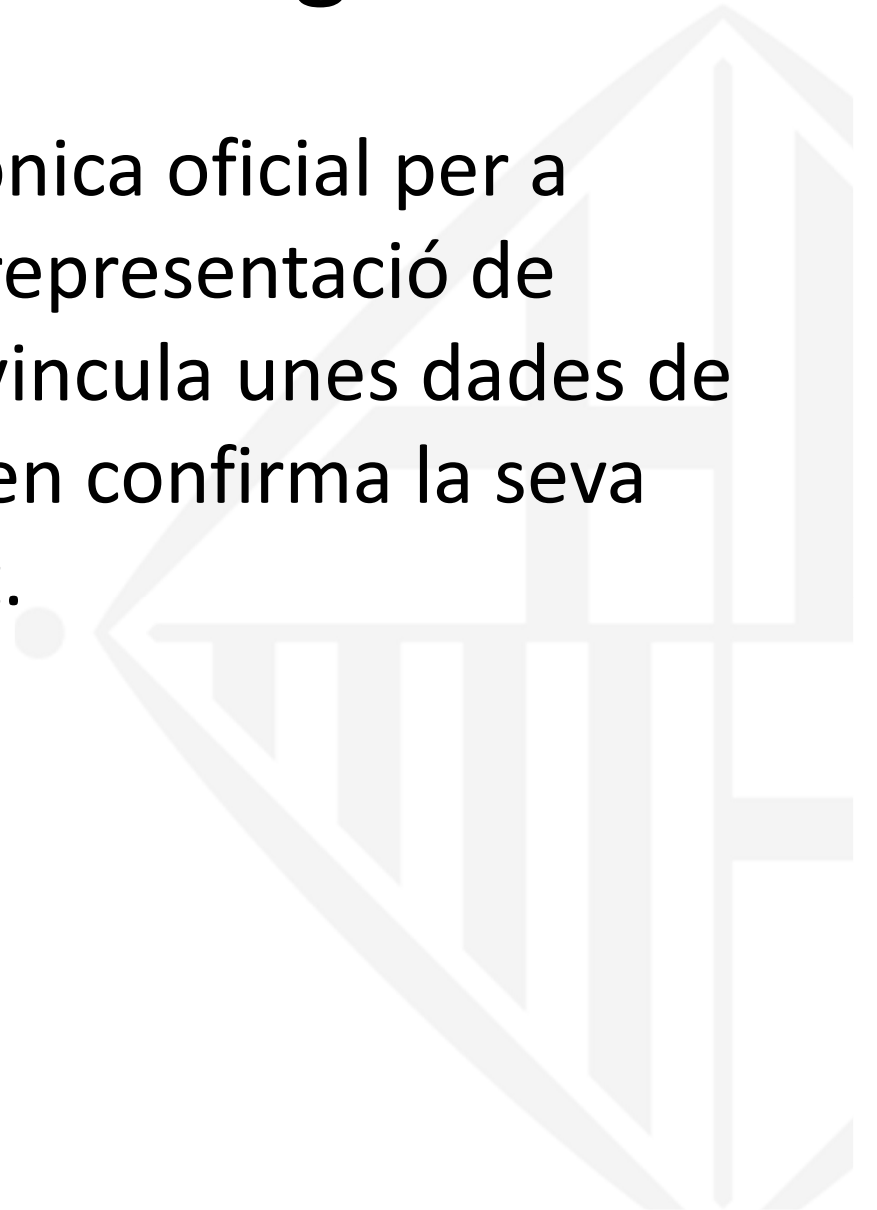 ònica oficial per a
representació de
vincula unes dades de
en confirma la seva
.